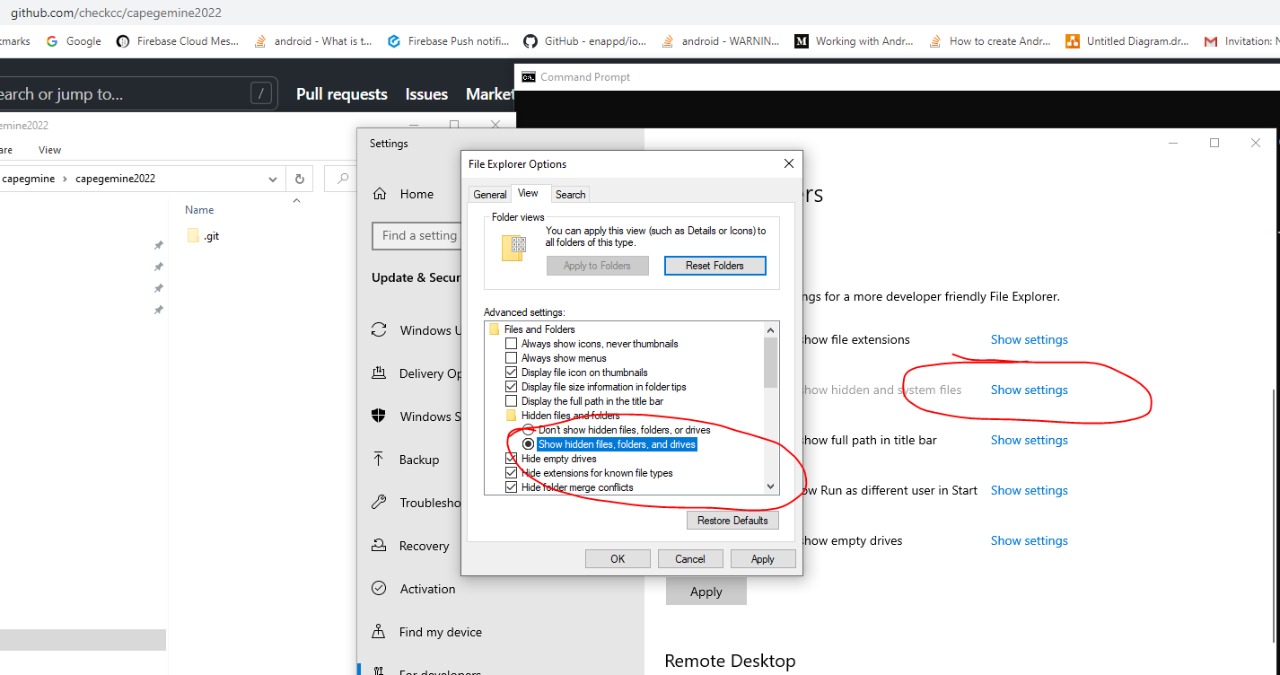 github.com/checkcc/capegemine2022
kmarks Google Firebase Cloud Mes... android - What is t... Firebase Push notifi... GitHub - enappd/io... android - WARNIN... Working with Andr... How to create Andr... Untitled Diagram.dr... Invitation: N
earch or jump to... / Pull requests Issues Market
Command Prompt
gemine2022
are View
capegmine › capegemine2022
Name
.git
Settings
Home
Find a setting
Update & Secur
Windows U
Delivery Op
Windows S
Backup
Troublesho
Recovery
Activation
Find my device
For developers
File Explorer Options
General View Search
Folder views
You can apply this view (such as Details or Icons) to
all folders of this type.
Apply to Folders Reset Folders
Advanced settings:
Files and Folders
Always show icons, never thumbnails
Always show menus
Display file icon on thumbnails
Display file size information in folder tips
Display the full path in the title bar
Hidden files and folders
Don't show hidden files, folders, or drives
Show hidden files, folders, and drives
Hide empty drives
Hide extensions for known file types
Hide folder merge conflicts
Restore Defaults
OK Cancel Apply
rs
ngs for a more developer friendly File Explorer.
show file extensions Show settings
show hidden and system files Show settings
show full path in title bar Show settings
ow Run as different user in Start Show settings
show empty drives Show settings
Apply
Remote Desktop